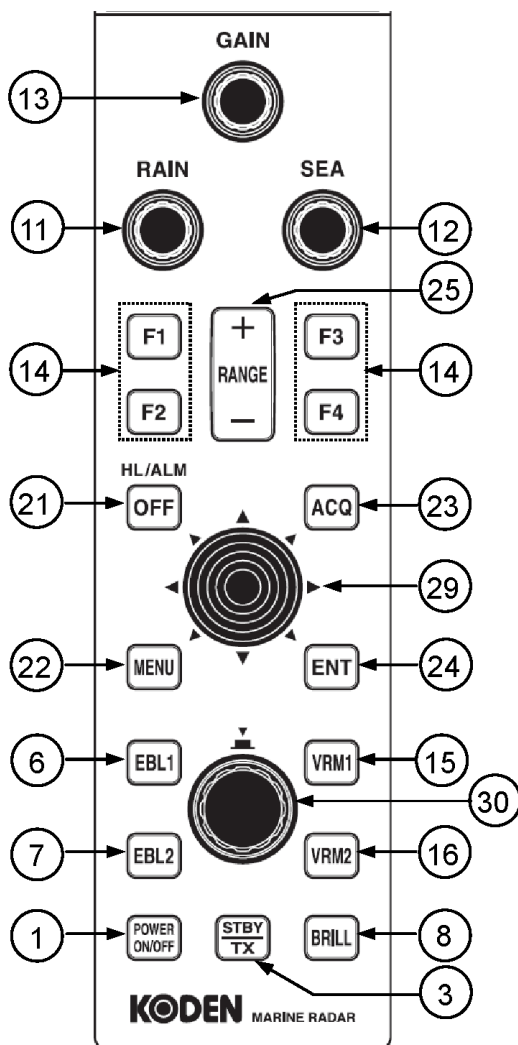 GAIN
13
RAIN SEA
11 12
25
F1 + F3
14 RANGE 14
F2 — F4
HL/ALM
21 OFF ACQ 23
29
22 MENU ENT 24
6 EBL1 VRM1 15
30
7 EBL2 VRM2 16
1 POWER ON/OFF STBY TX BRILL 8
3
KODEN MARINE RADAR